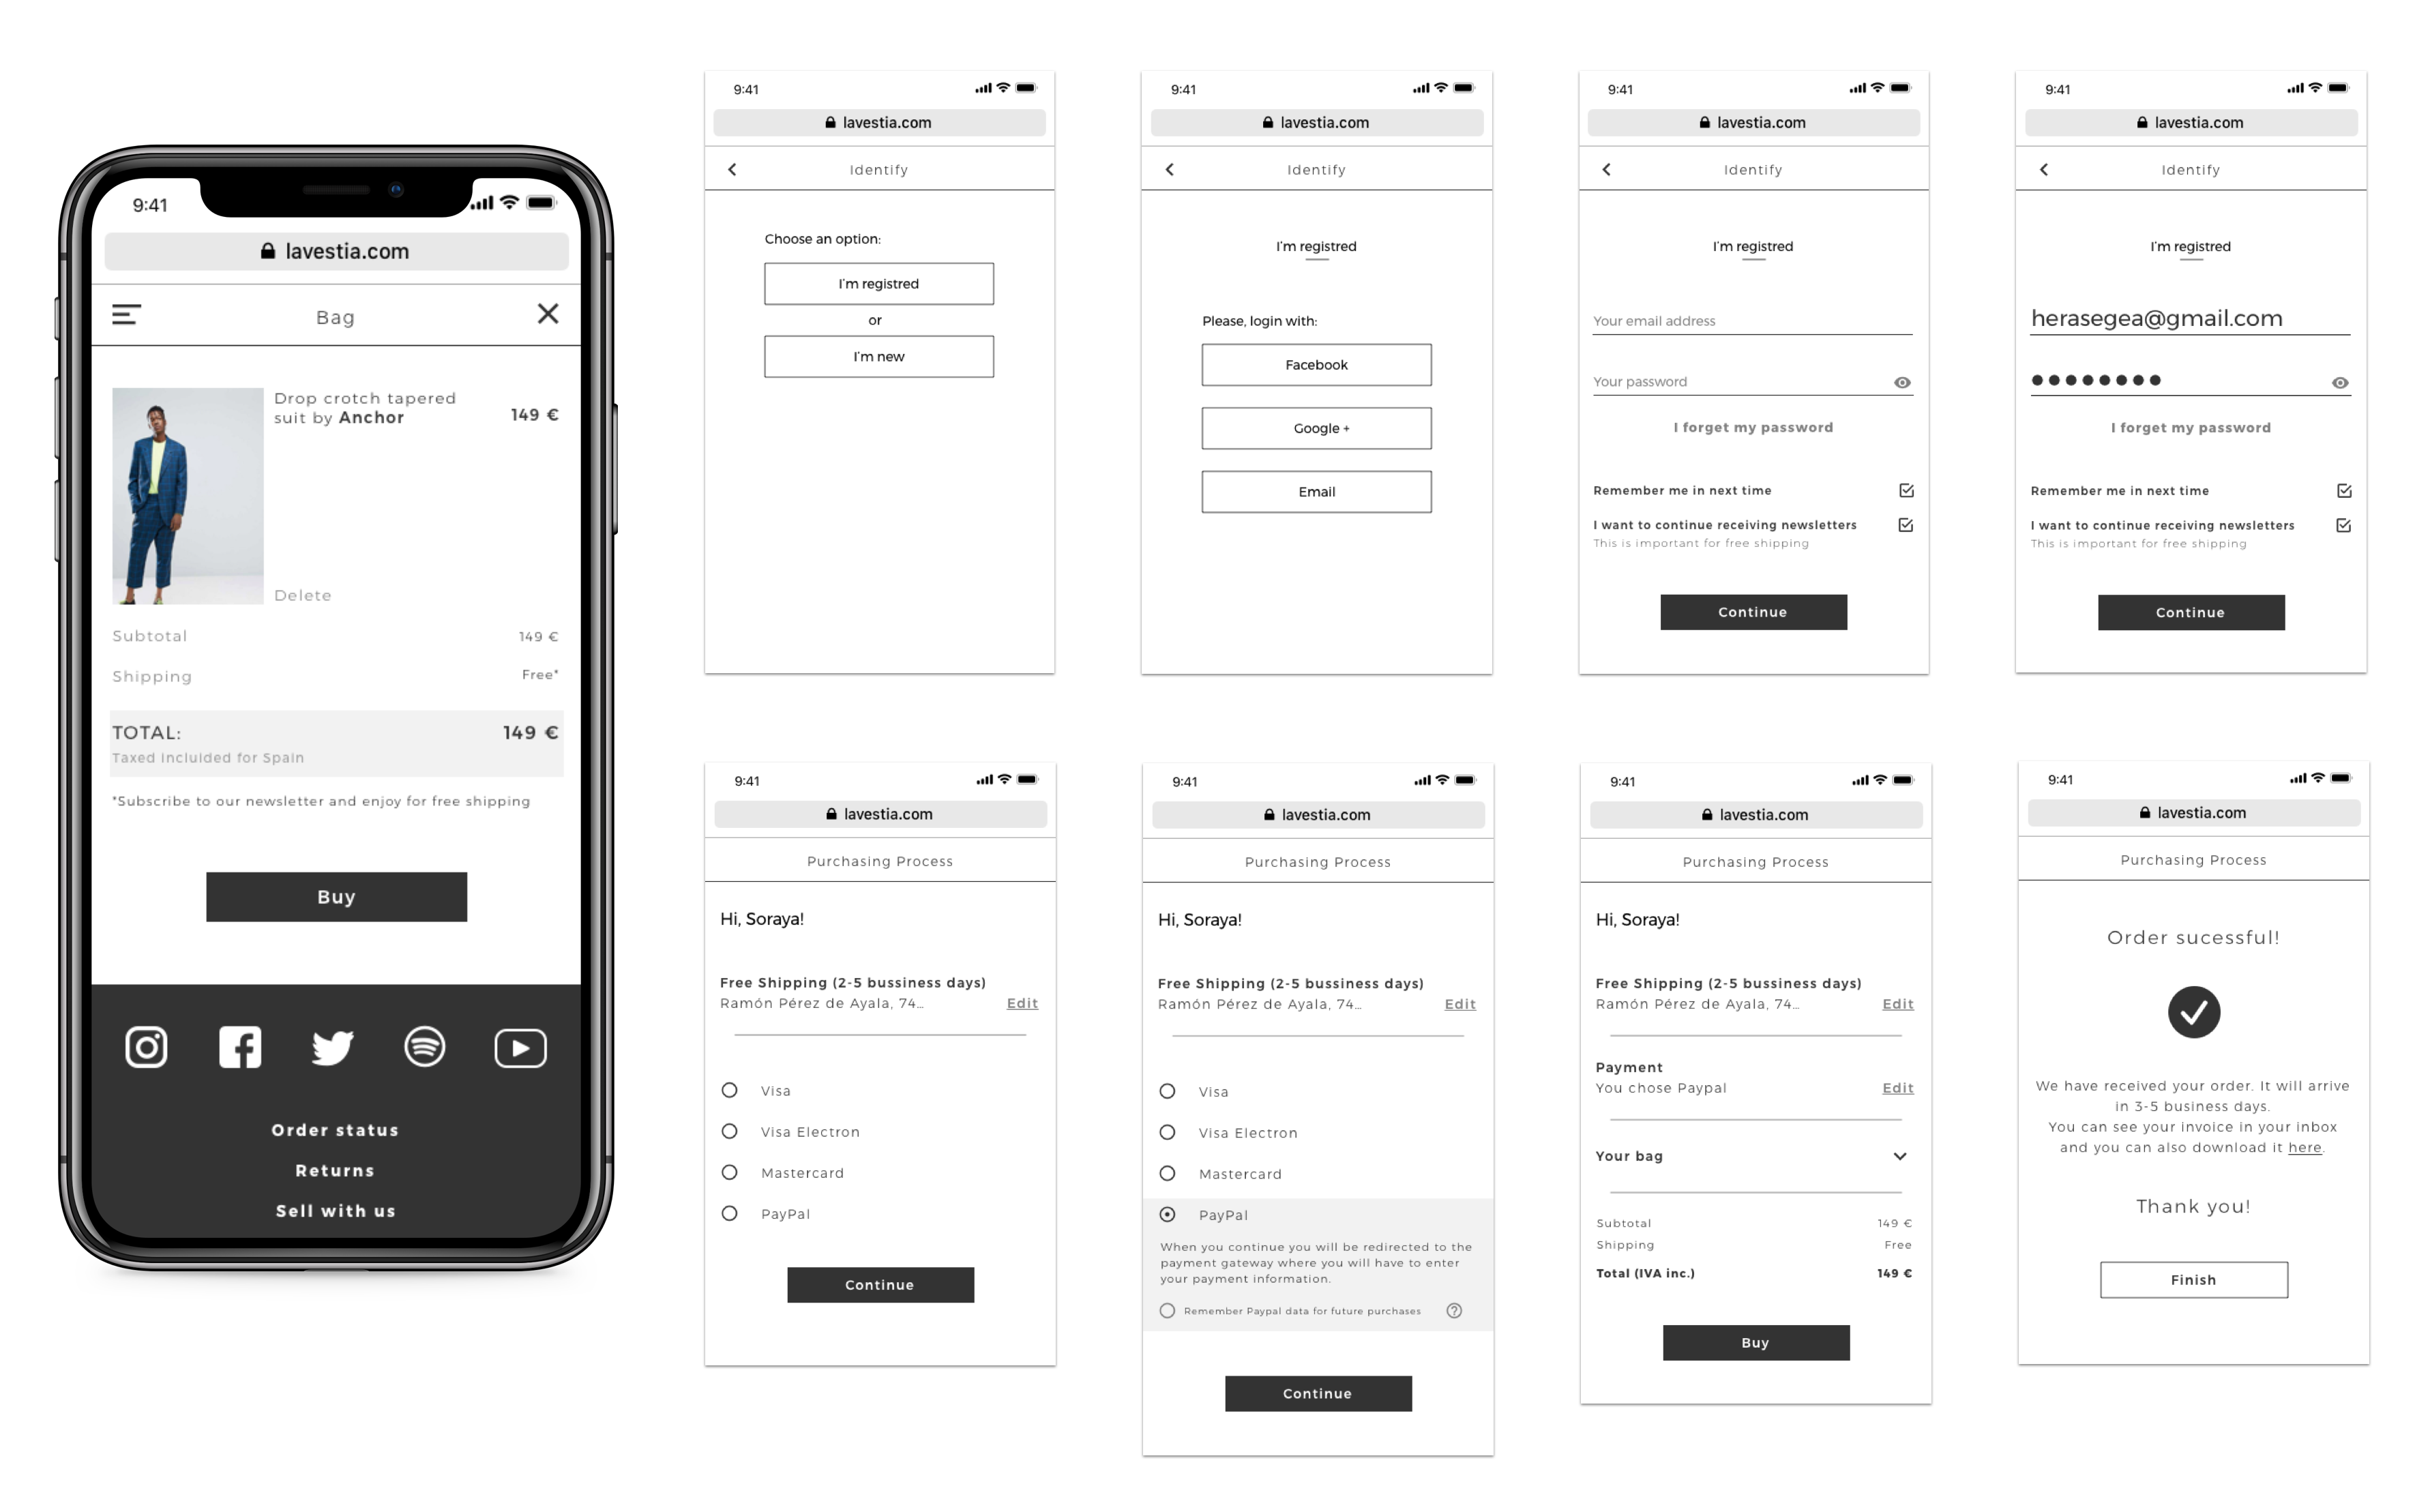 9:41
lavestia.com
Bag
Drop crotch tapered
suit by Anchor
149 €
Delete
Subtotal
149 €
Shipping
Free*
TOTAL:
149 €
Taxed incluided for Spain
*Subscribe to our newsletter and enjoy for free shipping
Buy
Order status
Returns
Sell with us
9:41
lavestia.com
Identify
Choose an option:
I'm registred
or
I'm new
9:41
lavestia.com
Identify
I'm registred
Please, login with:
Facebook
Google +
Email
9:41
lavestia.com
Identify
I'm registred
Your email address
Your password
I forget my password
Remember me in next time
I want to continue receiving newsletters
This is important for free shipping
Continue
9:41
lavestia.com
Identify
I'm registred
herasegea@gmail.com
I forget my password
Remember me in next time
I want to continue receiving newsletters
This is important for free shipping
Continue
9:41
lavestia.com
Purchasing Process
Hi, Soraya!
Free Shipping (2-5 bussiness days)
Ramón Pérez de Ayala, 74...
Edit
Visa
Visa Electron
Mastercard
PayPal
Continue
9:41
lavestia.com
Purchasing Process
Hi, Soraya!
Free Shipping (2-5 bussiness days)
Ramón Pérez de Ayala, 74...
Edit
Visa
Visa Electron
Mastercard
PayPal
When you continue you will be redirected to the
payment gateway where you will have to enter
your payment information.
Remember Paypal data for future purchases
Continue
9:41
lavestia.com
Purchasing Process
Hi, Soraya!
Free Shipping (2-5 bussiness days)
Ramón Pérez de Ayala, 74...
Edit
Payment
You chose Paypal
Edit
Your bag
Subtotal
149 €
Shipping
Free
Total (IVA inc.)
149 €
Buy
9:41
lavestia.com
Purchasing Process
Order sucessful!
We have received your order. It will arrive
in 3-5 business days.
You can see your invoice in your inbox
and you can also download it here.
Thank you!
Finish